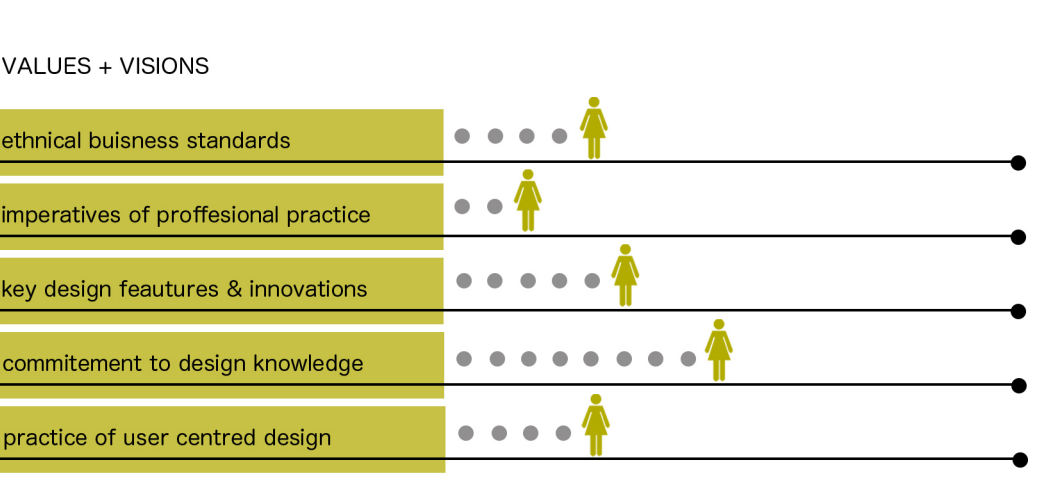 VALUES + VISIONS
ethnical buisness standards
imperatives of proffesional practice
key design feautures & innovations
commitement to design knowledge
practice of user centred design